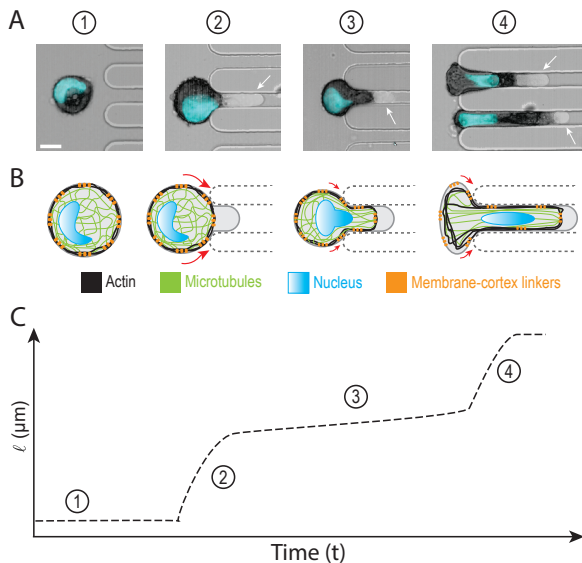 A
① ② ③ ④
B
Actin Microtubules Nucleus Membrane-cortex linkers
C
ℓ (μm)
① ② ③ ④
Time (t)